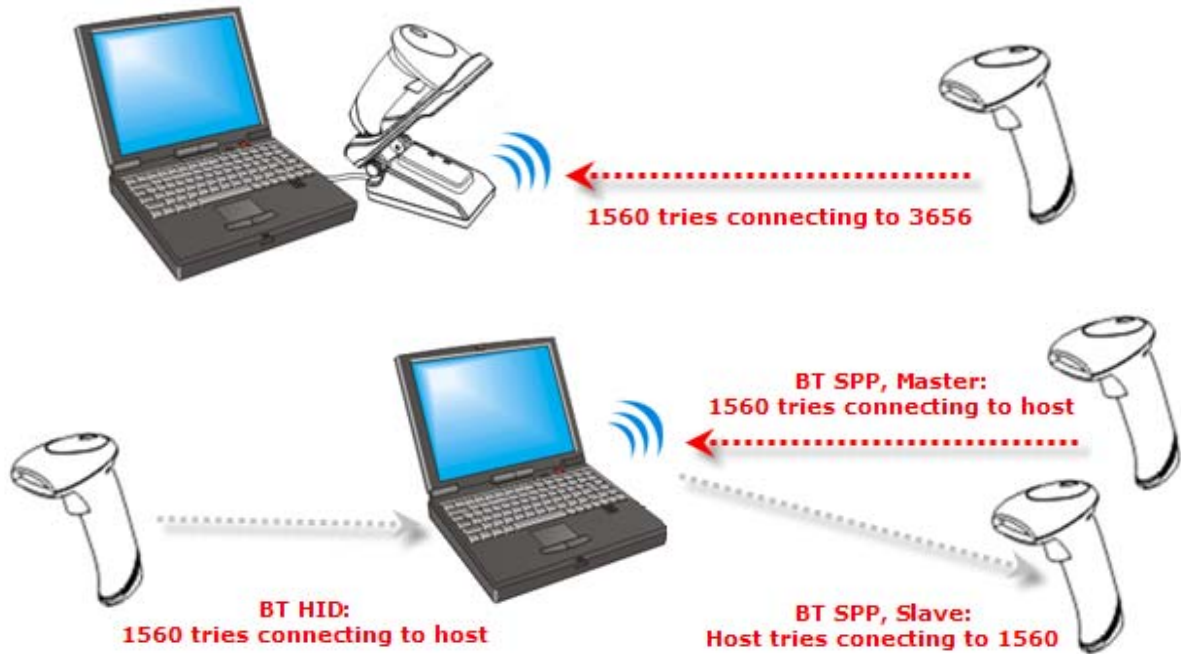 1560 tries connecting to 3656
BT SPP, Master:
1560 tries connecting to host
BT HID:
1560 tries connecting to host
BT SPP, Slave:
Host tries conecting to 1560